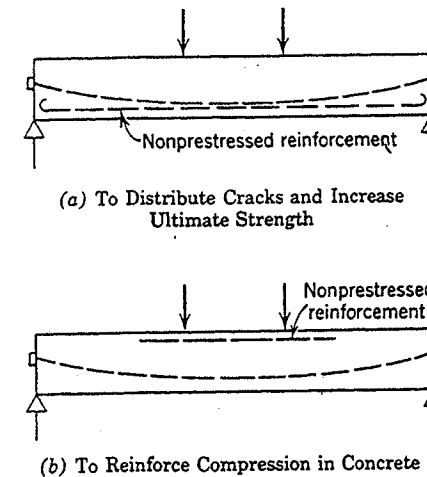 Nonprestressed reinforcement
(a) To Distribute Cracks and Increase
Ultimate Strength
Nonprestressed
reinforcement
(b) To Reinforce Compression in Concrete